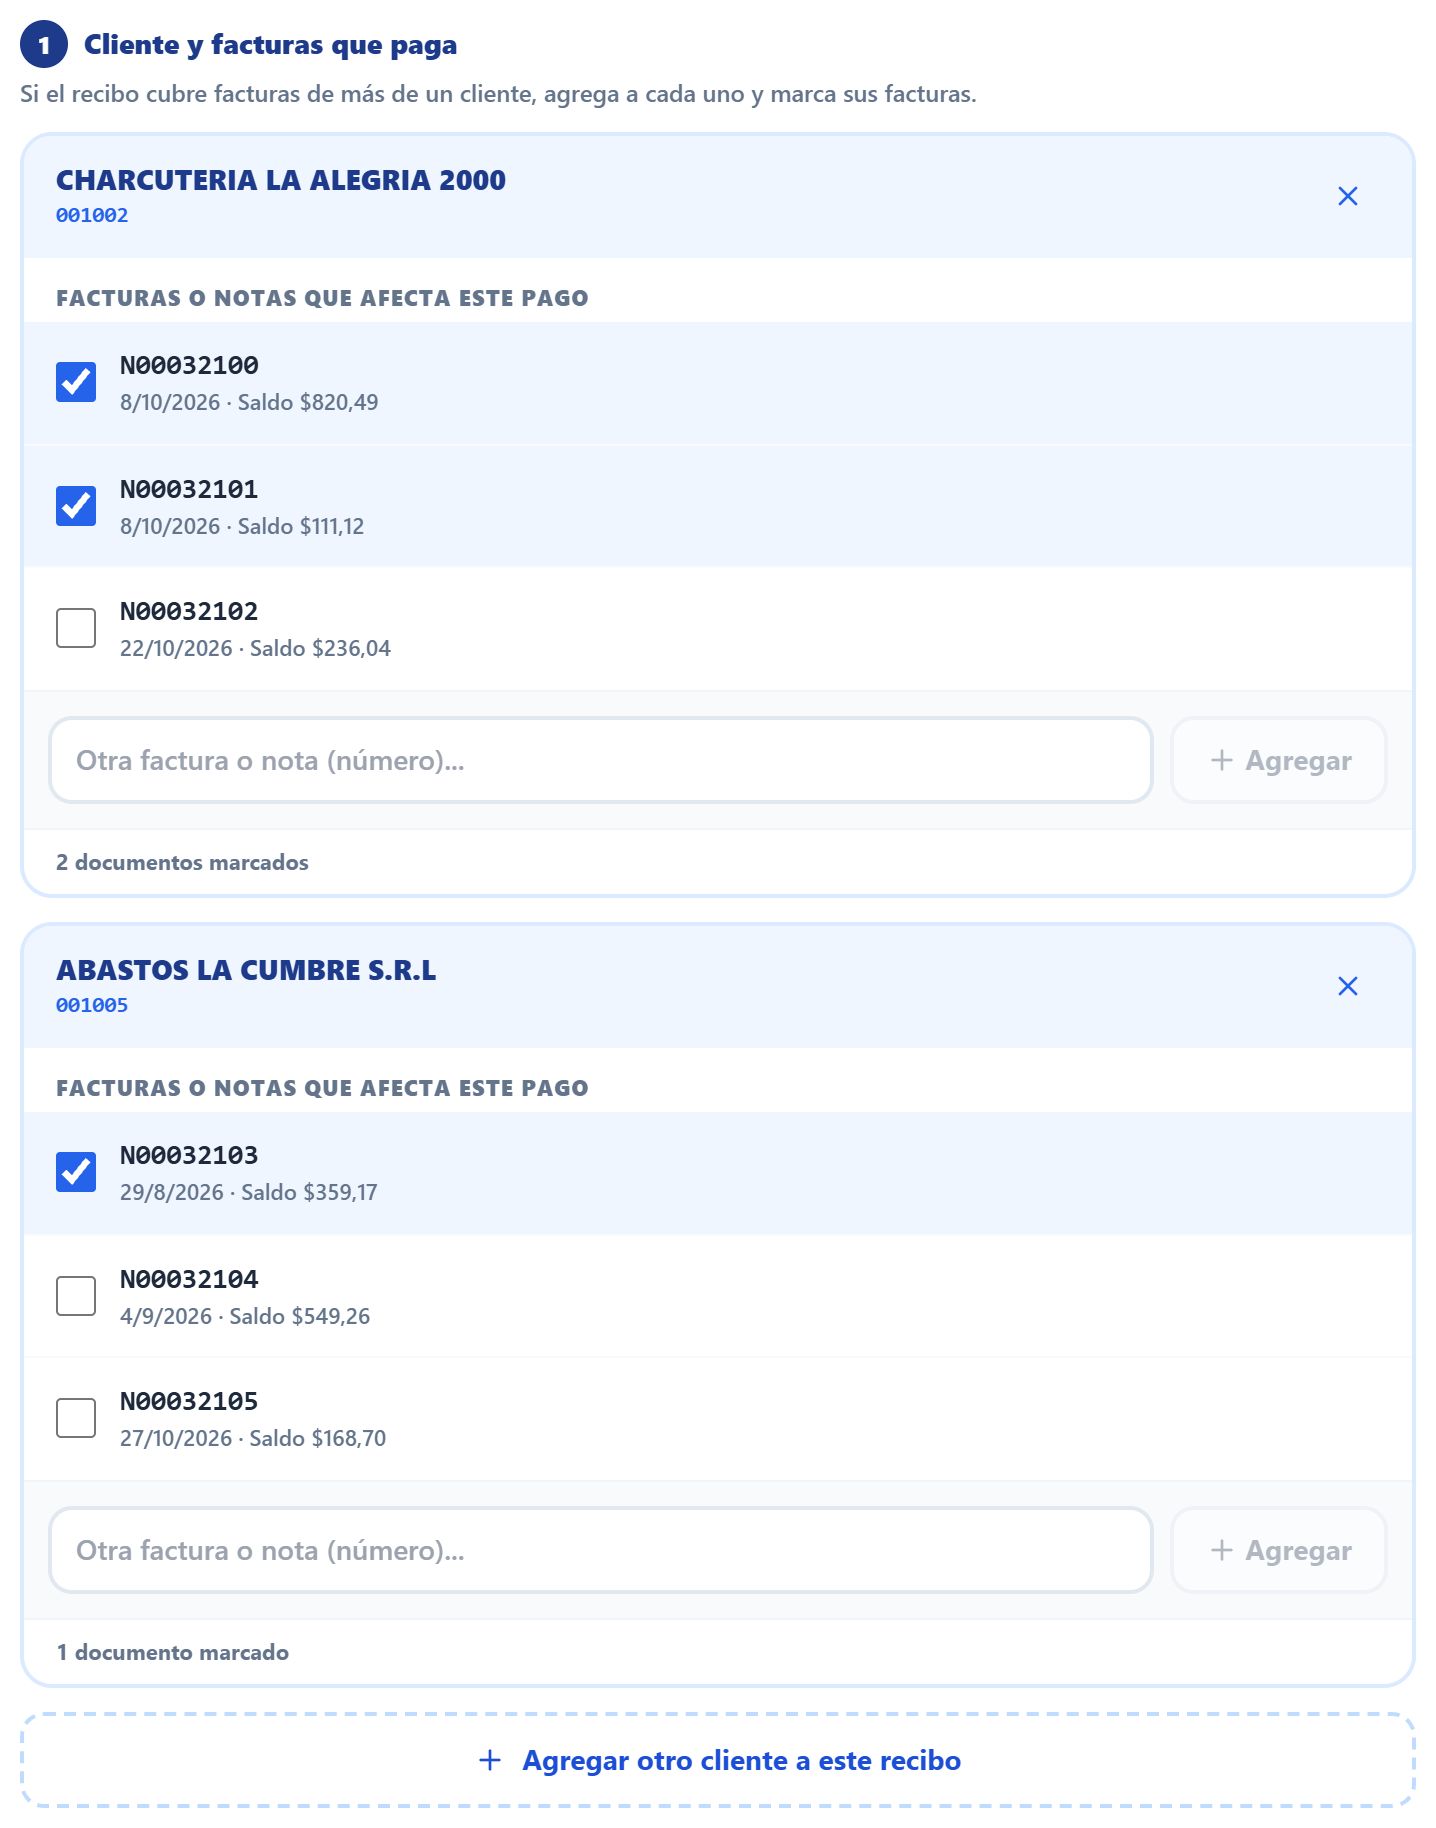 1 Cliente y facturas que paga
Si el recibo cubre facturas de más de un cliente, agrega a cada uno y marca sus facturas.
CHARCUTERIA LA ALEGRIA 2000
001002
FACTURAS O NOTAS QUE AFECTA ESTE PAGO
N00032100
8/10/2026 · Saldo $820,49
N00032101
8/10/2026 · Saldo $111,12
N00032102
22/10/2026 · Saldo $236,04
Otra factura o nota (número)...
+ Agregar
2 documentos marcados
ABASTOS LA CUMBRE S.R.L
001005
FACTURAS O NOTAS QUE AFECTA ESTE PAGO
N00032103
29/8/2026 · Saldo $359,17
N00032104
4/9/2026 · Saldo $549,26
N00032105
27/10/2026 · Saldo $168,70
Otra factura o nota (número)...
+ Agregar
1 documento marcado
+ Agregar otro cliente a este recibo